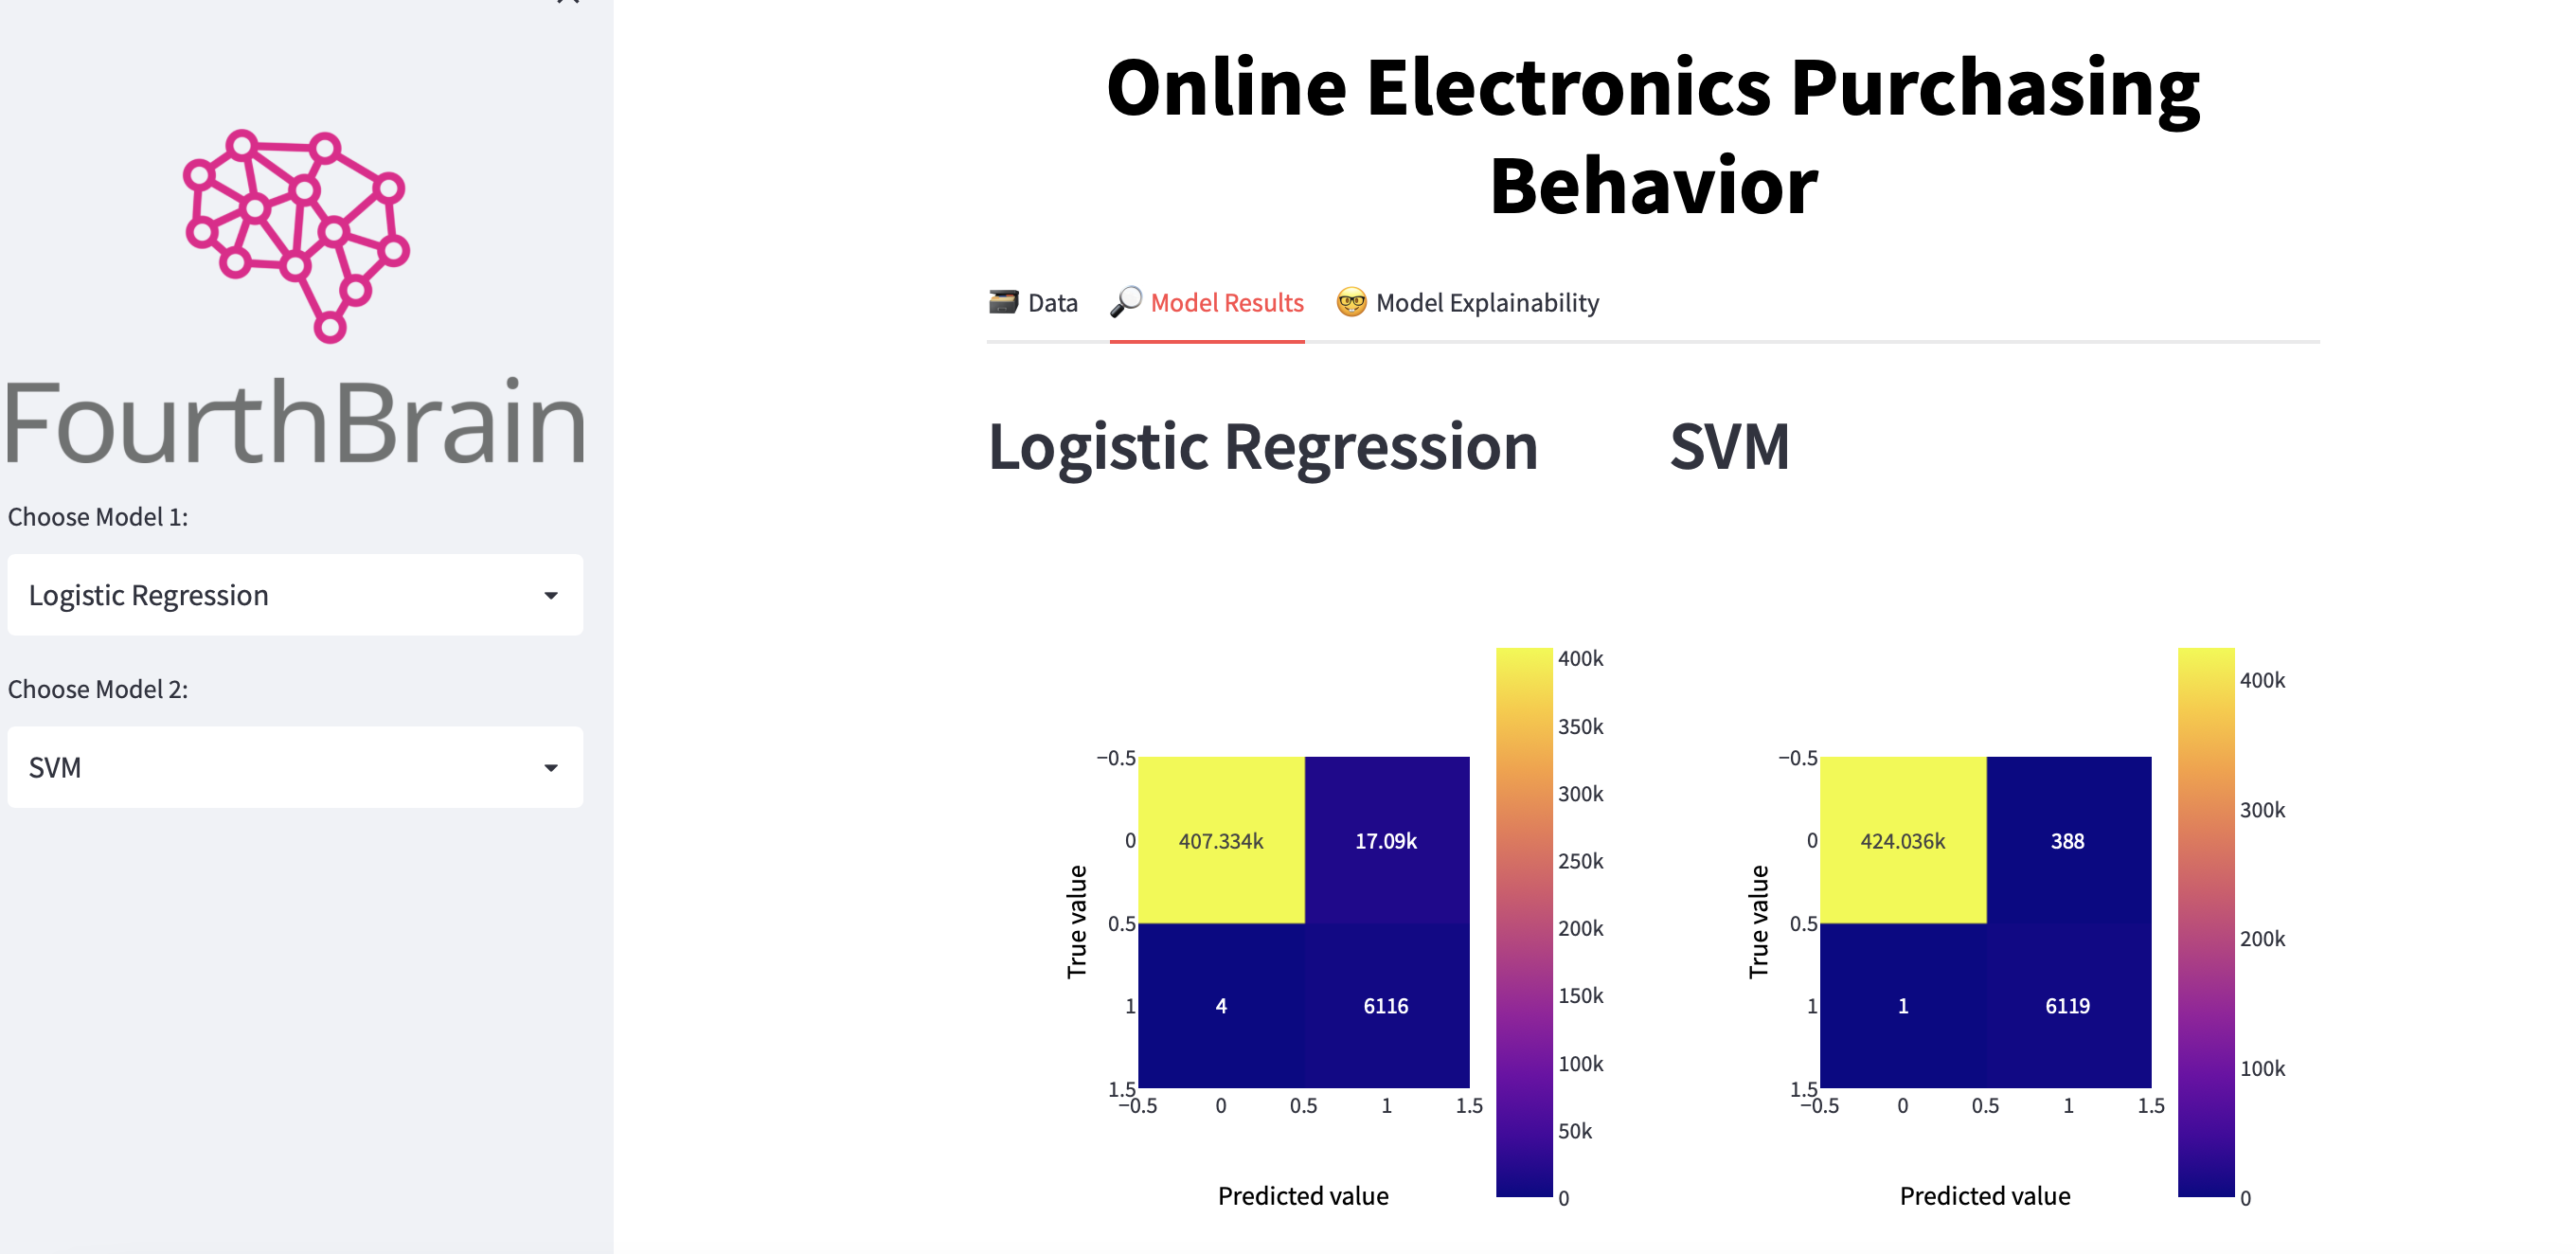 FourthBrain
Choose Model 1:
Logistic Regression
Choose Model 2:
SVM
Online Electronics Purchasing
Behavior
Data
Model Results
Model Explainability
Logistic Regression
SVM
400k
350k
300k
250k
200k
150k
100k
50k
0
−0.5
0
0.5
1
1.5
True value
407.334k
17.09k
4
6116
−0.5
0
0.5
1
1.5
Predicted value
400k
300k
200k
100k
0
−0.5
0
0.5
1
1.5
True value
424.036k
388
1
6119
−0.5
0
0.5
1
1.5
Predicted value